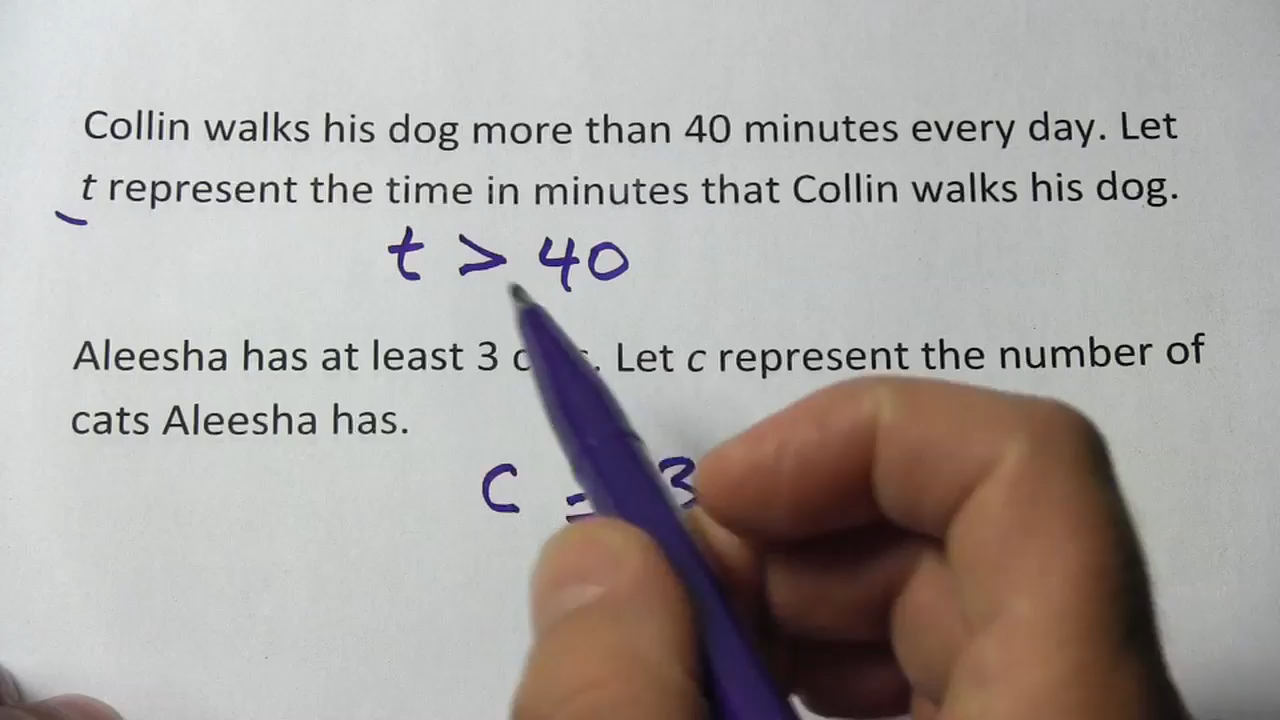 Collin walks his dog more than 40 minutes every day. Let
t represent the time in minutes that Collin walks his dog.
t > 40
Aleesha has at least 3 Let c represent the number of
cats Aleesha has.
c 3